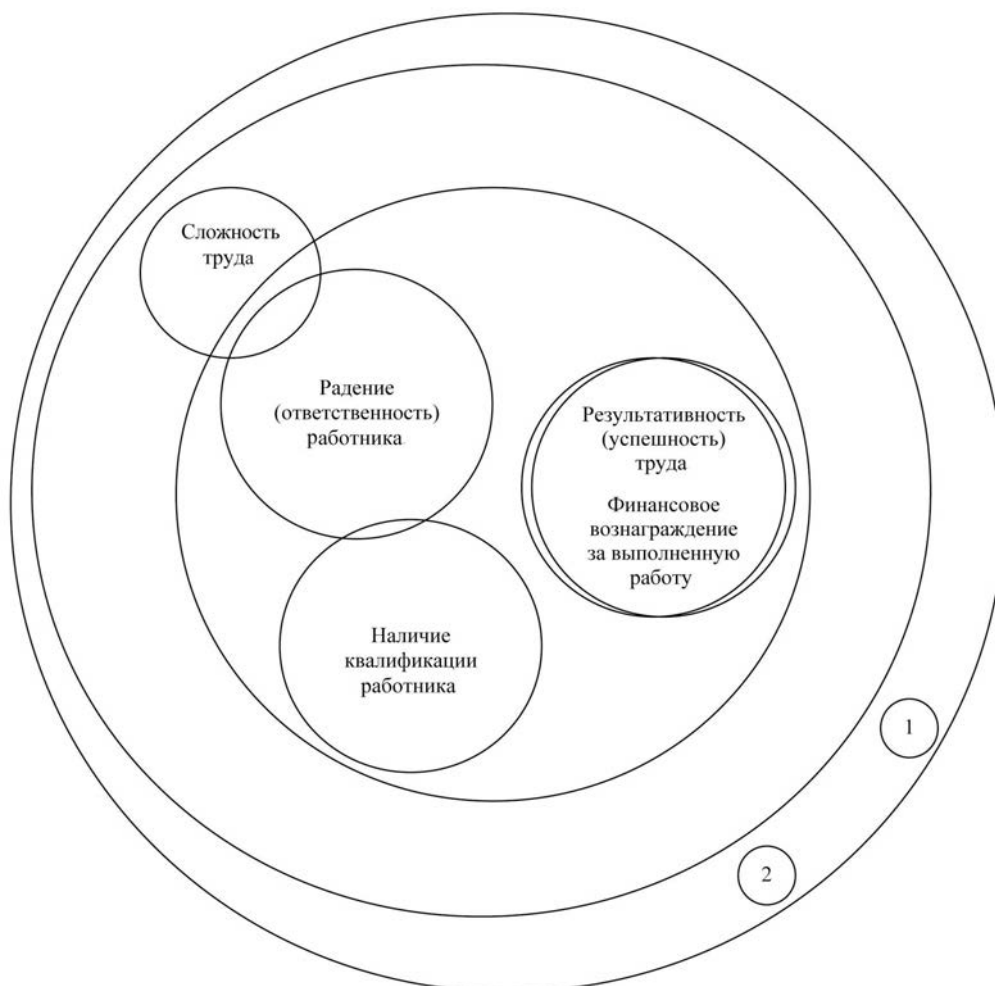 Сложность
труда
Радение
(ответственность)
работника
Результативность
(успешность)
труда
Финансовое
вознаграждение
за выполненную
работу
Наличие
квалификации
работника
1
2